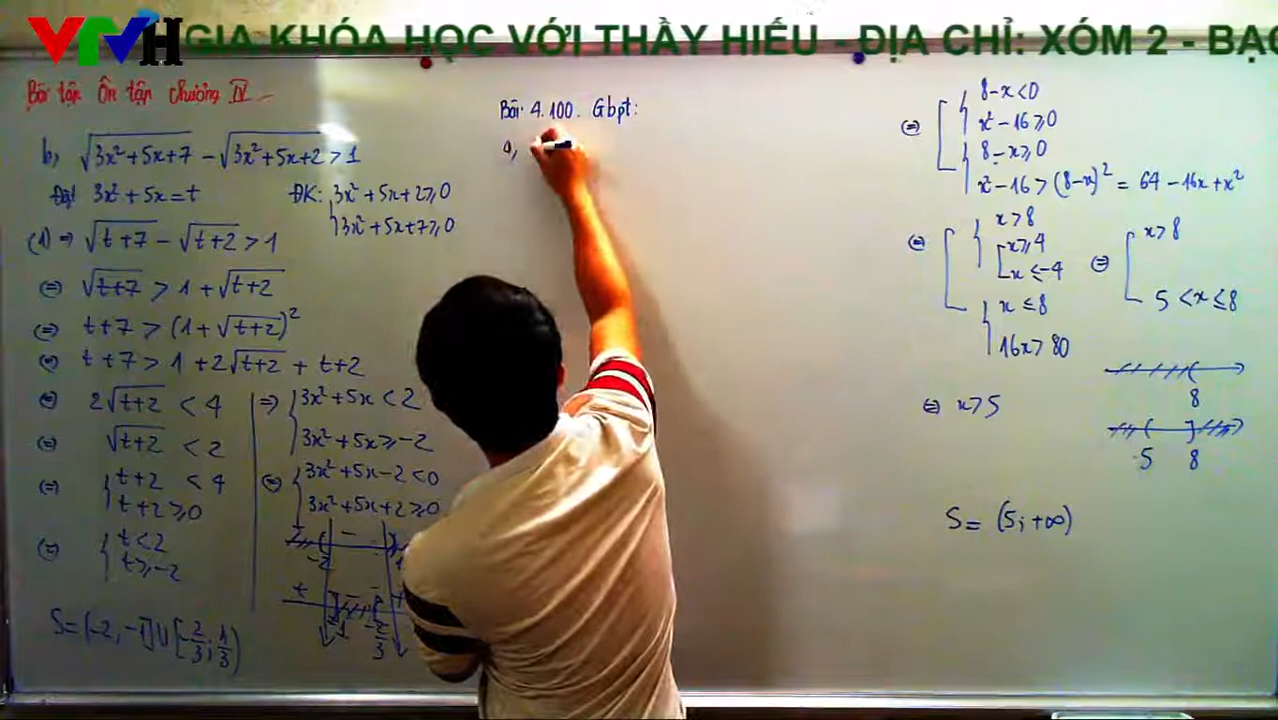 VTVH
GIA KHÓA HỌC VỚI THẦY HIẾU - ĐỊA CHỈ: XÓM 2 - BẠC
Bài tập Ôn tập chương IV
b, √(3x²+5x+7) - √(3x²+5x+2) > 1
Đặt 3x²+5x=t
ĐK: 3x²+5x+2≥0
3x²+5x+7≥0
(1) ⇒ √(t+7) - √(t+2) > 1
⇔ √(t+7) > 1 + √(t+2)
⇔ t+7 > (1+√(t+2))²
⇔ t+7 > 1+2√(t+2) + t+2
⇔ 2√(t+2) < 4
⇔ √(t+2) < 2
⇔ { t+2 < 4
t+2 ≥0
⇔ { t<2
t≥-2
S= (-2,-1]∪[-2/3; 1/3)
⇒ { 3x²+5x < 2
3x²+5x ≥ -2
⇔ { 3x²+5x-2 <0
3x²+5x+2 ≥0
-2
+ - +
-1 -2/3
Bài 4.100. Gbpt:
a,
⇔ [ { 8-x<0
x²-16≥0
{ 8-x≥0
x²-16 > (8-x)² = 64-16x+x²
⇔ [ { x>8
[ x≥4
x≤-4
{ x≤8
16x> 80
⇔ [ x>8
5<x≤8
⇔ x>5
8
5 8
S= (5;+∞)